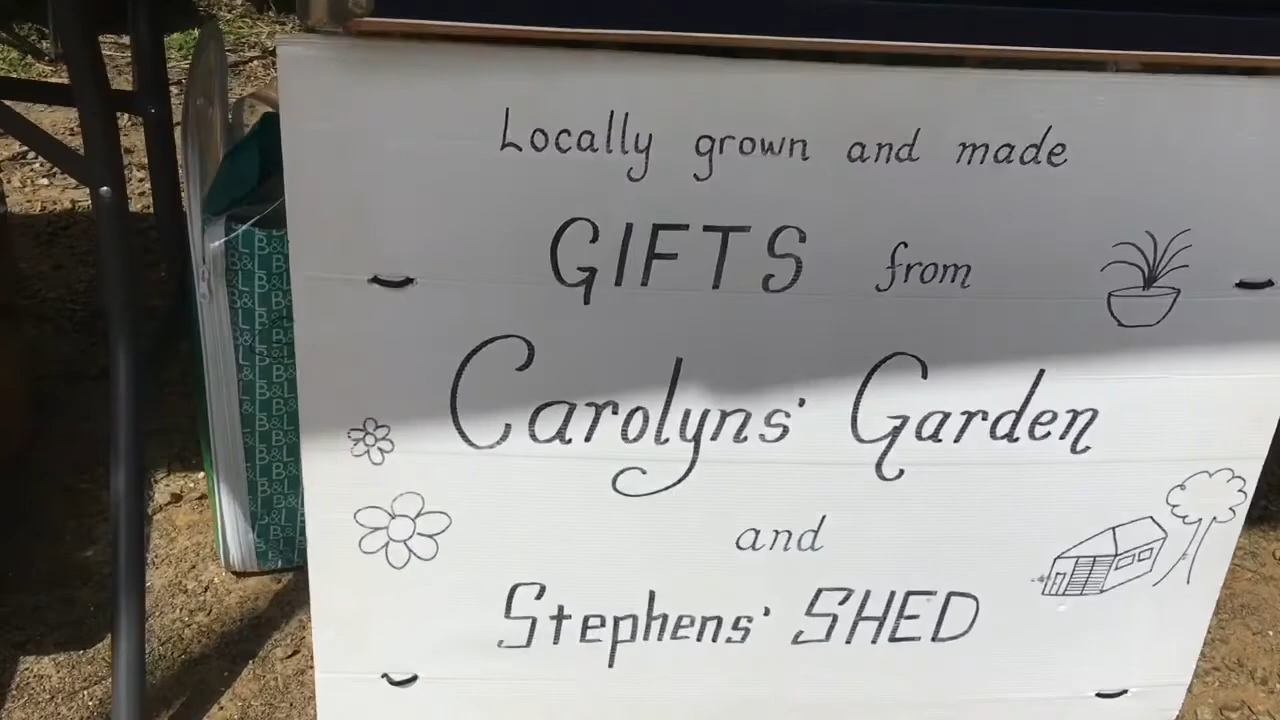 Locally grown and made
GIFTS from
Carolyns' Garden
and
Stephens' SHED
B&L